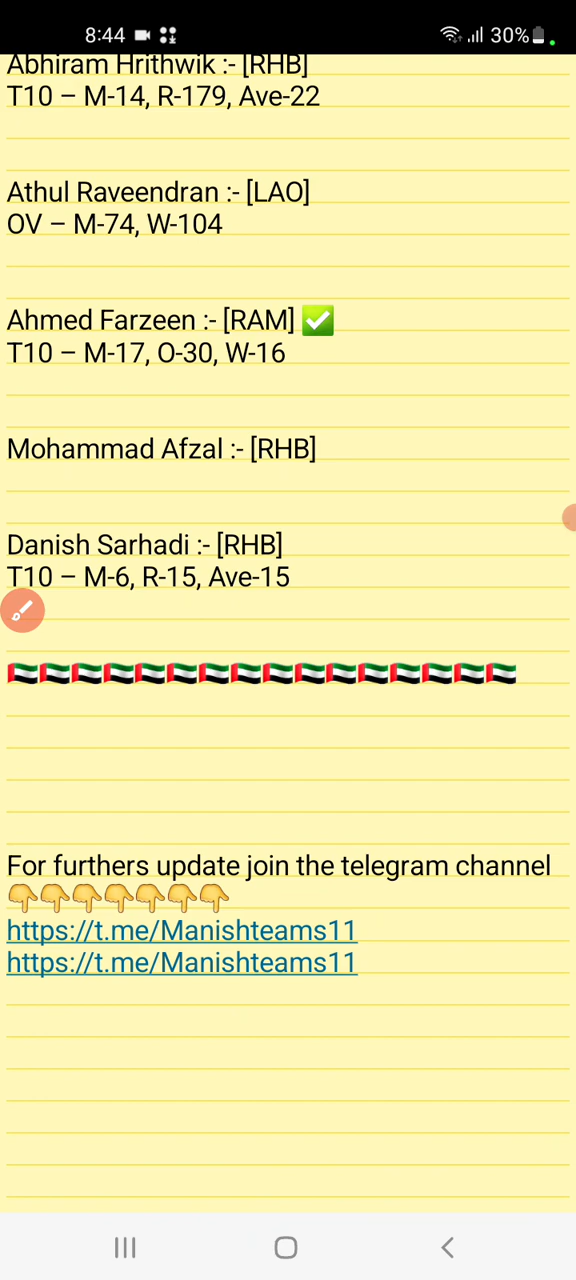 8:44 30%
Abhiram Hrithwik :- [RHB]
T10 – M-14, R-179, Ave-22
Athul Raveendran :- [LAO]
OV – M-74, W-104
Ahmed Farzeen :- [RAM] ✅
T10 – M-17, O-30, W-16
Mohammad Afzal :- [RHB]
Danish Sarhadi :- [RHB]
T10 – M-6, R-15, Ave-15
🇦🇪🇦🇪🇦🇪🇦🇪🇦🇪🇦🇪🇦🇪🇦🇪🇦🇪🇦🇪🇦🇪🇦🇪🇦🇪🇦🇪🇦🇪🇦🇪
For furthers update join the telegram channel
👇👇👇👇👇👇👇
https://t.me/Manishteams11
https://t.me/Manishteams11